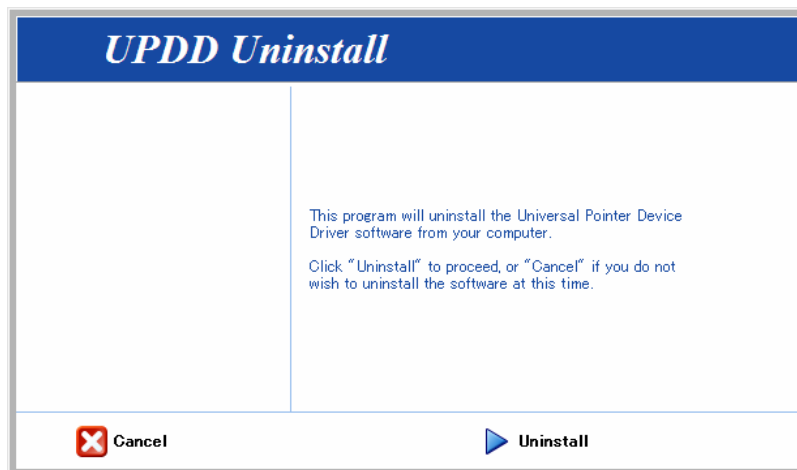 UPDD Uninstall
This program will uninstall the Universal Pointer Device
Driver software from your computer.
Click "Uninstall" to proceed, or "Cancel" if you do not
wish to uninstall the software at this time.
Cancel
Uninstall